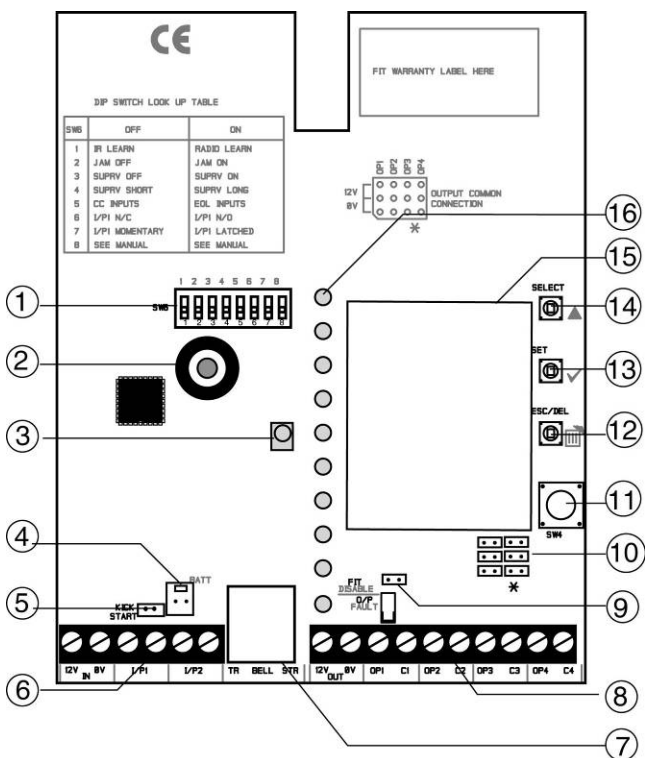 CE
FIT WARRANTY LABEL HERE
DIP SWITCH LOOK UP TABLE
SW6 OFF ON
1 IR LEARN RADIO LEARN
2 JAM OFF JAM ON
3 SUPRV OFF SUPRV ON
4 SUPRV SHORT SUPRV LONG
5 CC INPUTS EOL INPUTS
6 I/P1 N/C I/P1 N/O
7 I/P1 MOMENTARY I/P1 LATCHED
8 SEE MANUAL SEE MANUAL
OP1 OP2 OP3 OP4
12V
0V
OUTPUT COMMON
CONNECTION
*
16
15
1 2 3 4 5 6 7 8
SW6
1 2 3 4 5 6 7 8
1
SELECT
14
2
SET
13
3
ESC/DEL
12
11
SW4
4
BATT
10
*
5
KICK
START
FIT
DISABLE
O/P
FAULT
9
6
12V 0V I/P1 I/P2
IN
TR BELL STR
12V 0V OP1 C1 OP2 C2 OP3 C3 OP4 C4
OUT
8
7